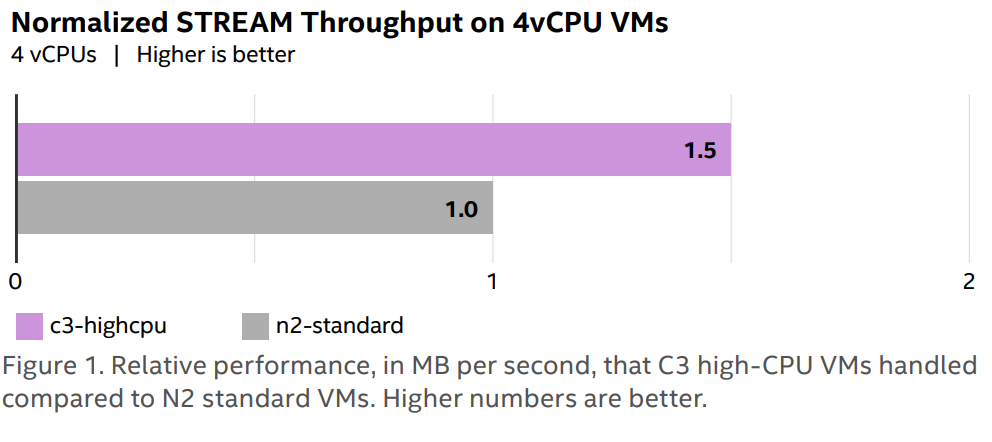 Normalized STREAM Throughput on 4vCPU VMs
4 vCPUs | Higher is better
1.5
1.0
0 1 2
c3-highcpu n2-standard
Figure 1. Relative performance, in MB per second, that C3 high-CPU VMs handled
compared to N2 standard VMs. Higher numbers are better.